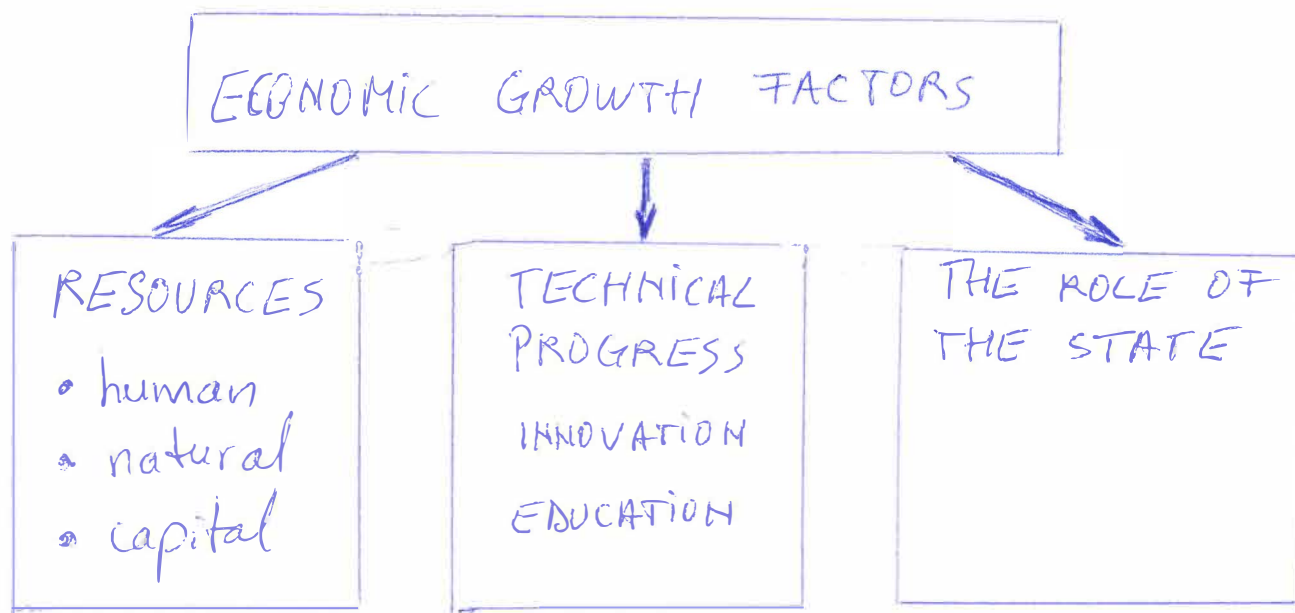 ECONOMIC GROWTH FACTORS
RESOURCES
• human
• natural
• capital
TECHNICAL
PROGRESS
INNOVATION
EDUCATION
THE ROLE OF
THE STATE